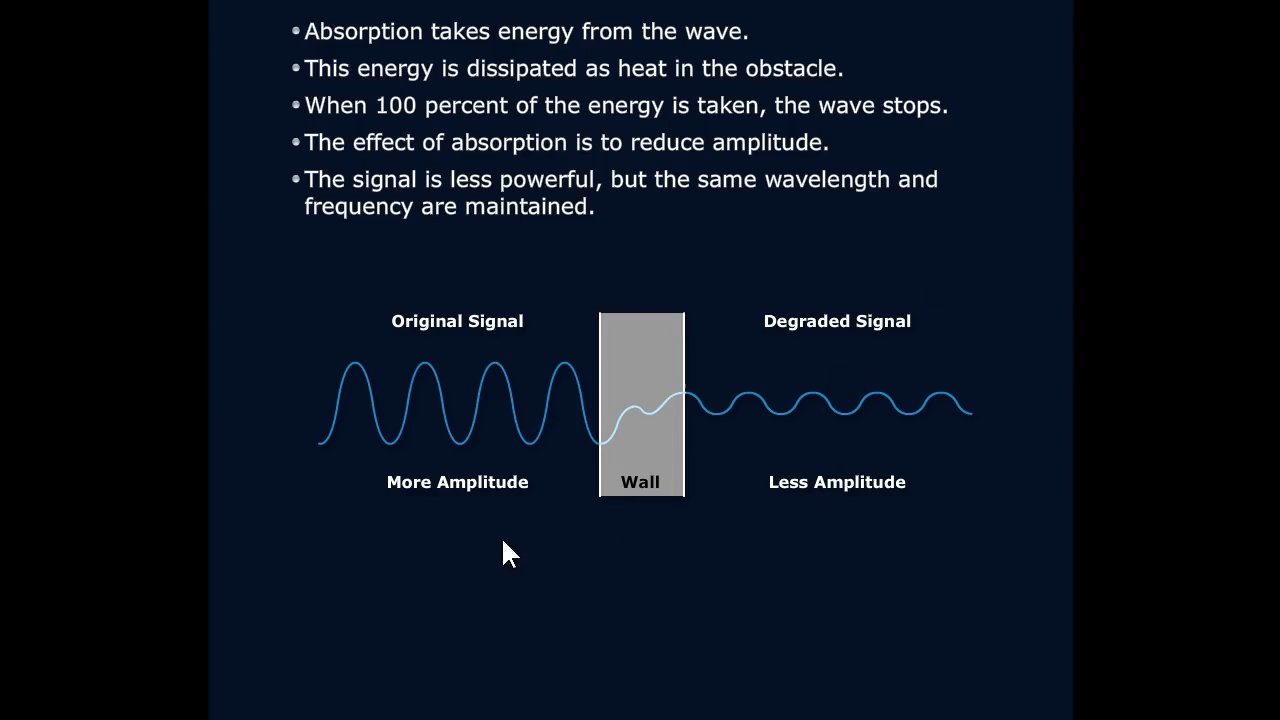 Absorption takes energy from the wave.
This energy is dissipated as heat in the obstacle.
When 100 percent of the energy is taken, the wave stops.
The effect of absorption is to reduce amplitude.
The signal is less powerful, but the same wavelength and
frequency are maintained.
Original Signal
Degraded Signal
More Amplitude
Wall
Less Amplitude